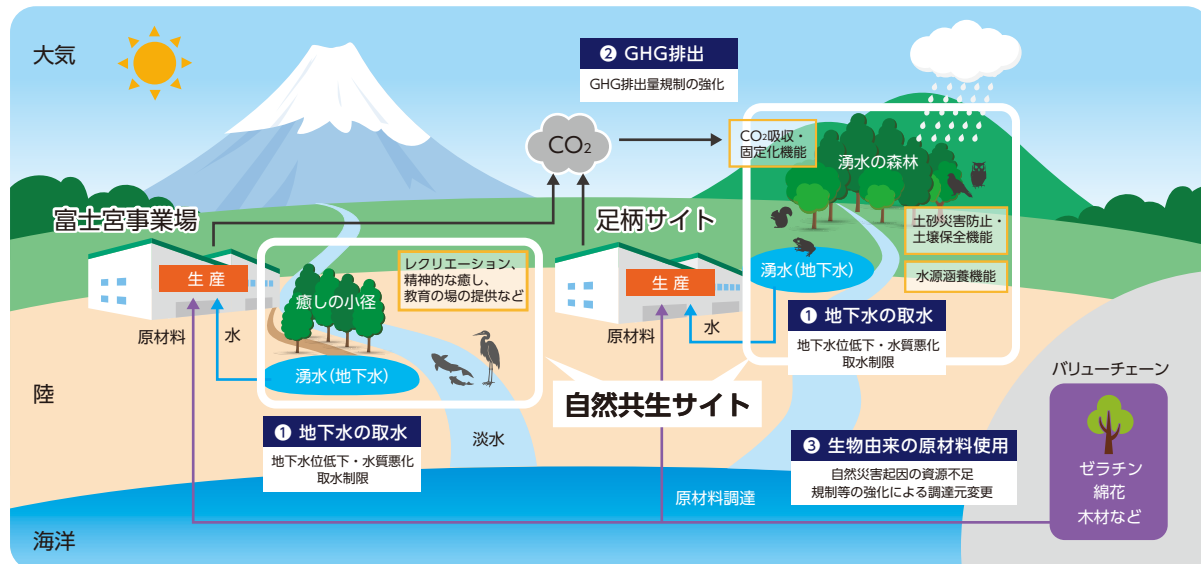 大気
❷ GHG排出
GHG排出量規制の強化
CO₂
CO₂吸収・
固定化機能
湧水の森林
富士宮事業場
足柄サイト
土砂災害防止・
土壌保全機能
水源涵養機能
湧水(地下水)
生産
レクリエーション、
精神的な癒し、
教育の場の提供など
癒しの小径
生産
原材料
水
湧水(地下水)
原材料
水
❶ 地下水の取水
地下水位低下・水質悪化
取水制限
自然共生サイト
陸
❶ 地下水の取水
地下水位低下・水質悪化
取水制限
淡水
❸ 生物由来の原材料使用
自然災害起因の資源不足
規制等の強化による調達元変更
バリューチェーン
ゼラチン
綿花
木材など
原材料調達
海洋